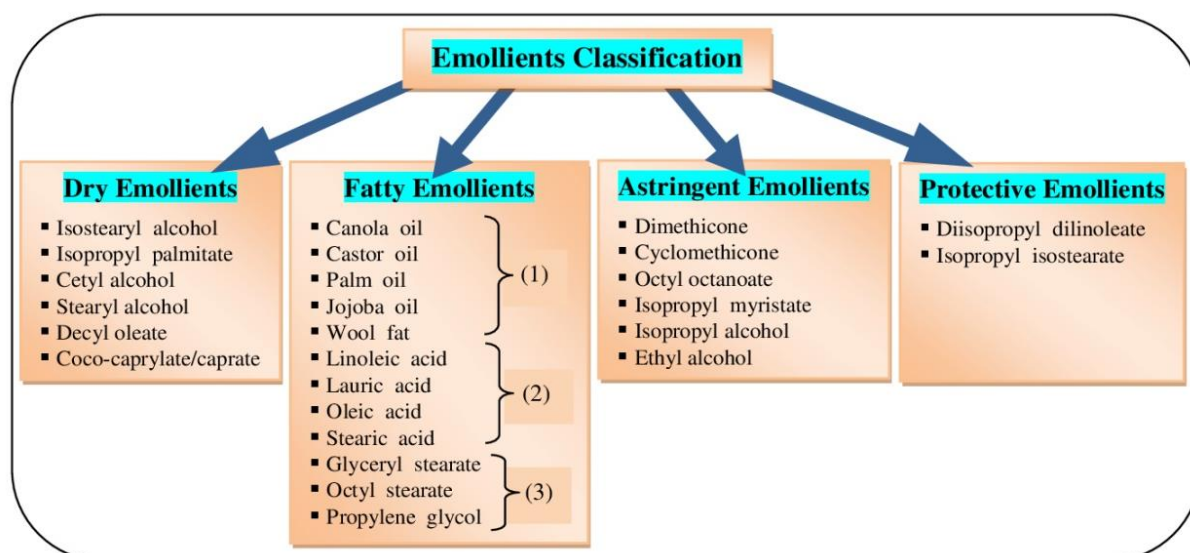 Emollients Classification
Dry Emollients
▪ Isostearyl alcohol
▪ Isopropyl palmitate
▪ Cetyl alcohol
▪ Stearyl alcohol
▪ Decyl oleate
▪ Coco-caprylate/caprate
Fatty Emollients
▪ Canola oil
▪ Castor oil
▪ Palm oil
▪ Jojoba oil
▪ Wool fat
(1)
▪ Linoleic acid
▪ Lauric acid
▪ Oleic acid
▪ Stearic acid
(2)
▪ Glyceryl stearate
▪ Octyl stearate
▪ Propylene glycol
(3)
Astringent Emollients
▪ Dimethicone
▪ Cyclomethicone
▪ Octyl octanoate
▪ Isopropyl myristate
▪ Isopropyl alcohol
▪ Ethyl alcohol
Protective Emollients
▪ Diisopropyl dilinoleate
▪ Isopropyl isostearate